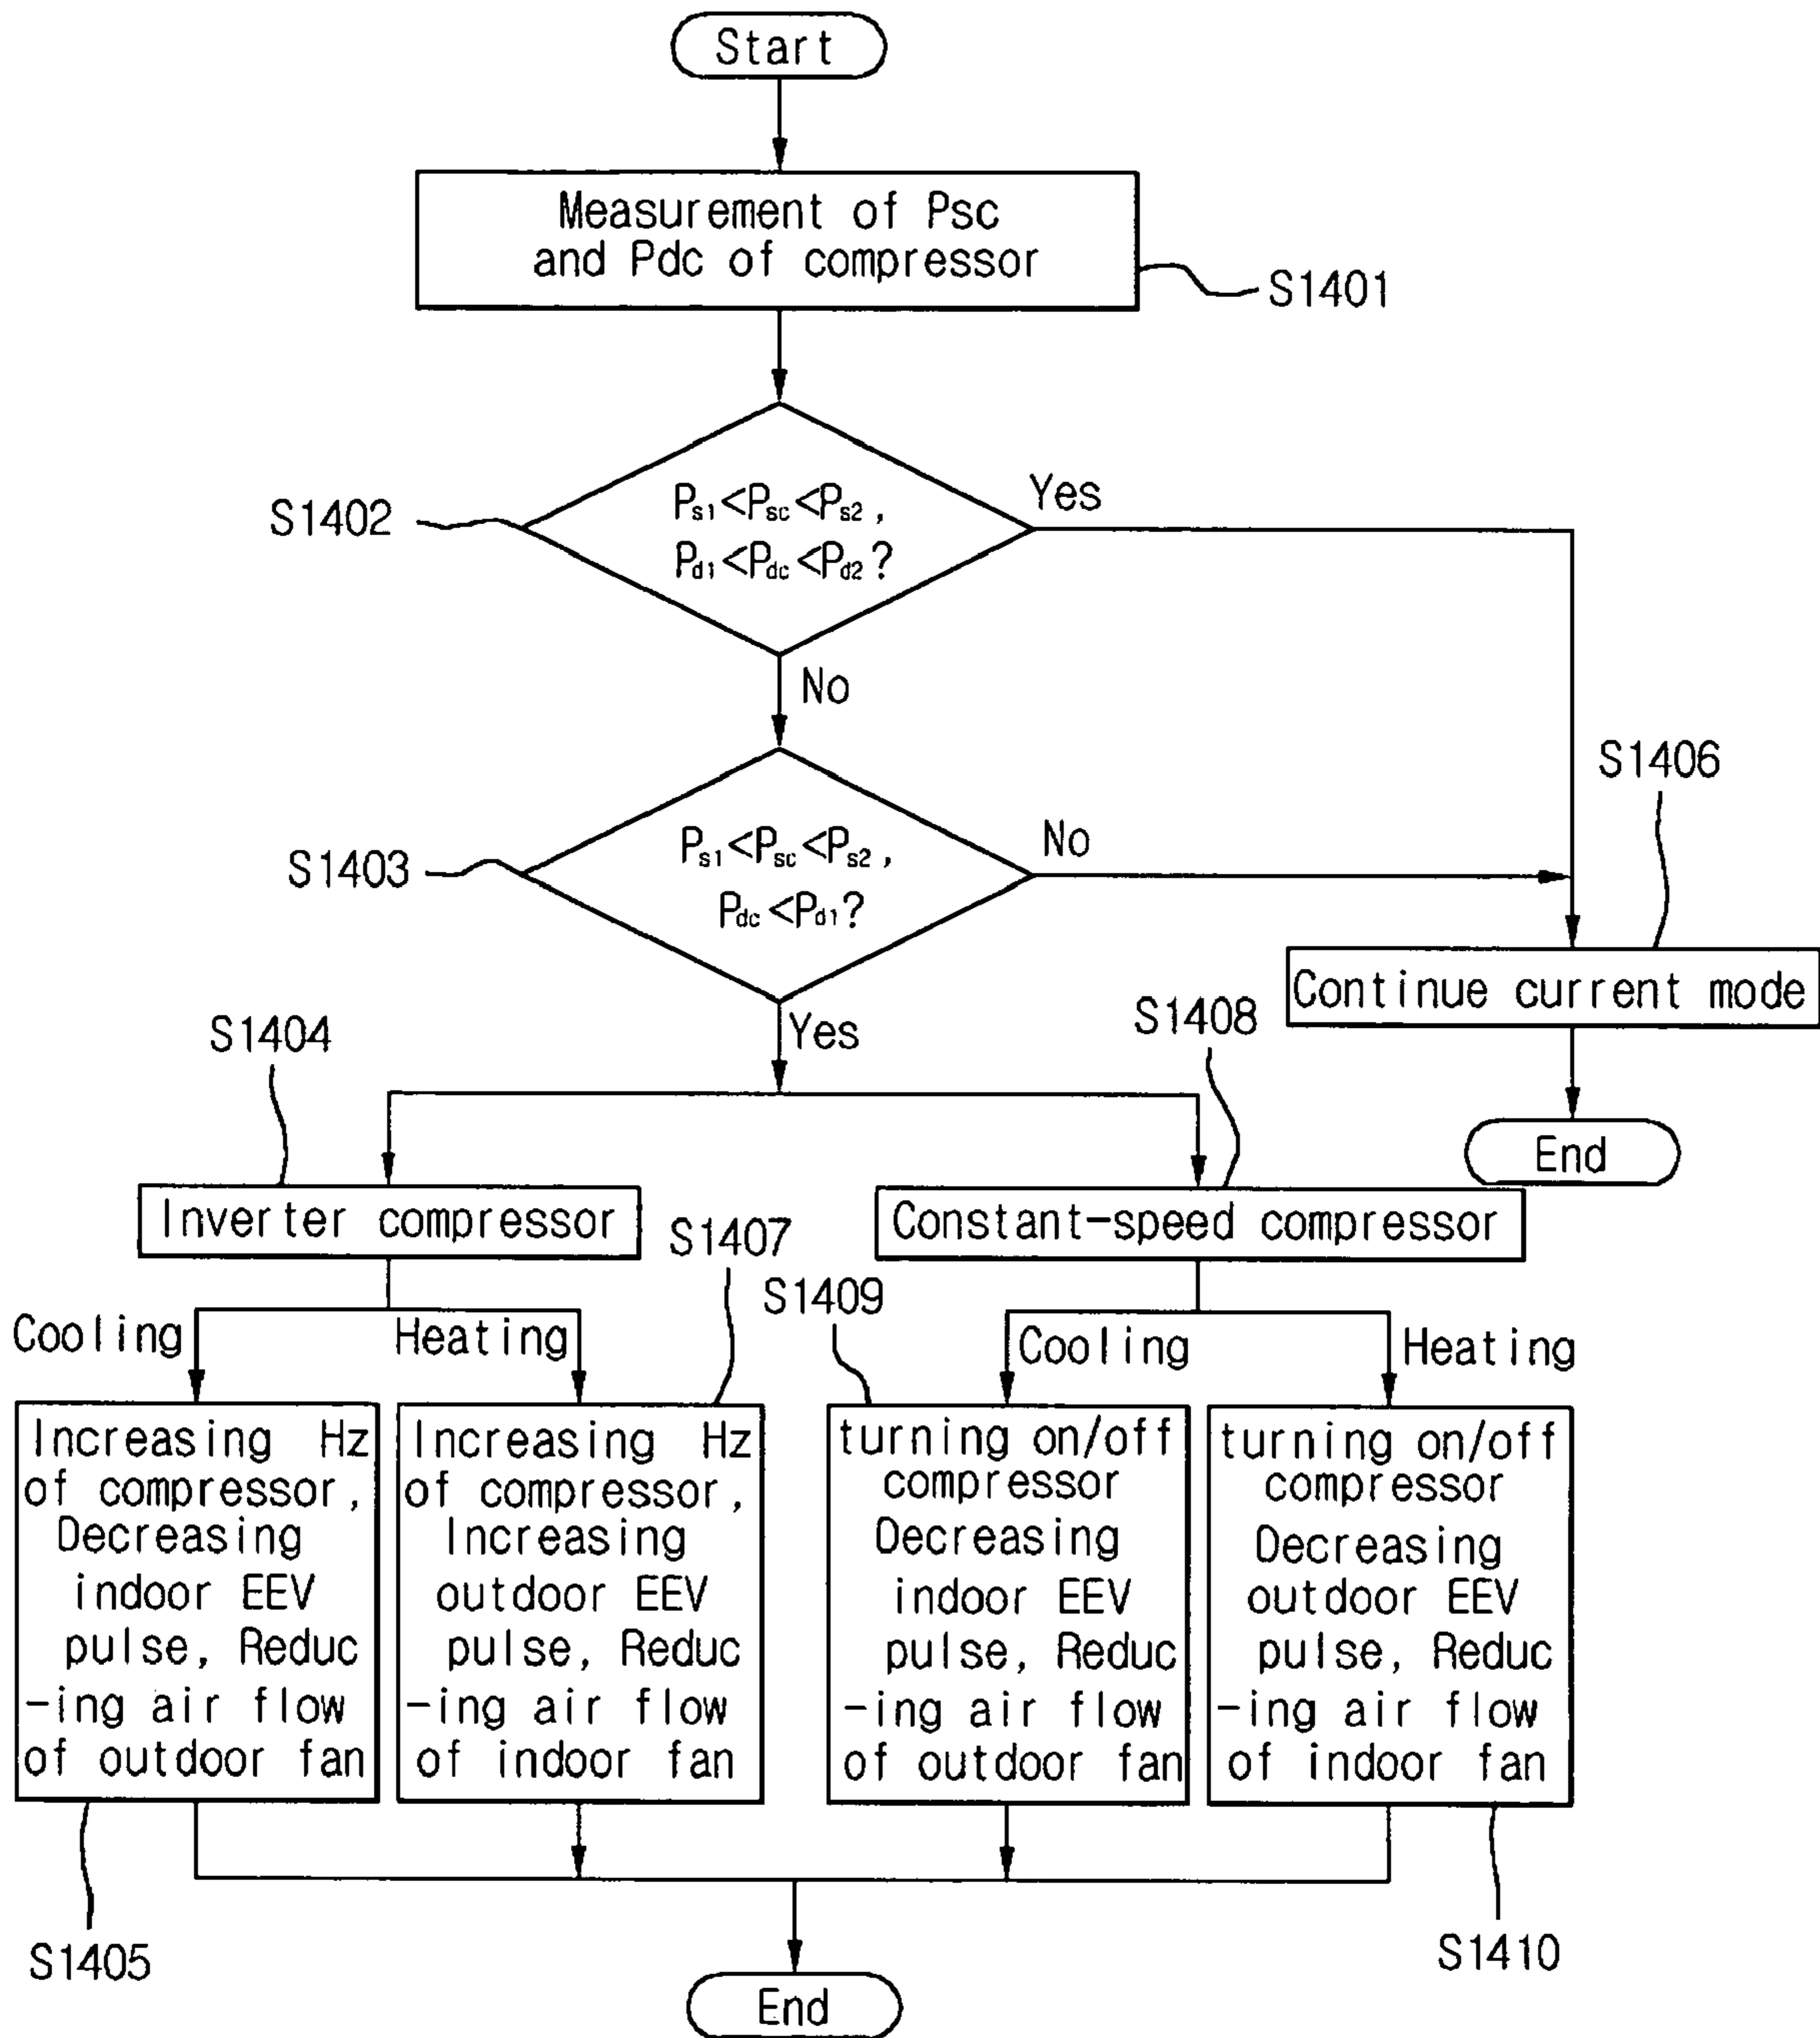 Start
Measurement of Psc
and Pdc of compressor
S1401
S1402
Ps1<Psc<Ps2,
Pd1<Pdc<Pd2?
Yes
No
S1406
S1403
Ps1<Psc<Ps2,
Pdc<Pd1?
No
Continue current mode
Yes
S1404
S1408
End
Inverter compressor
Constant-speed compressor
S1407
S1409
Cooling
Heating
Cooling
Heating
Increasing Hz
of compressor,
Decreasing
indoor EEV
pulse, Reduc
-ing air flow
of outdoor fan
Increasing Hz
of compressor,
Increasing
outdoor EEV
pulse, Reduc
-ing air flow
of indoor fan
turning on/off
compressor
Decreasing
indoor EEV
pulse, Reduc
-ing air flow
of outdoor fan
turning on/off
compressor
Decreasing
outdoor EEV
pulse, Reduc
-ing air flow
of indoor fan
S1405
S1410
End